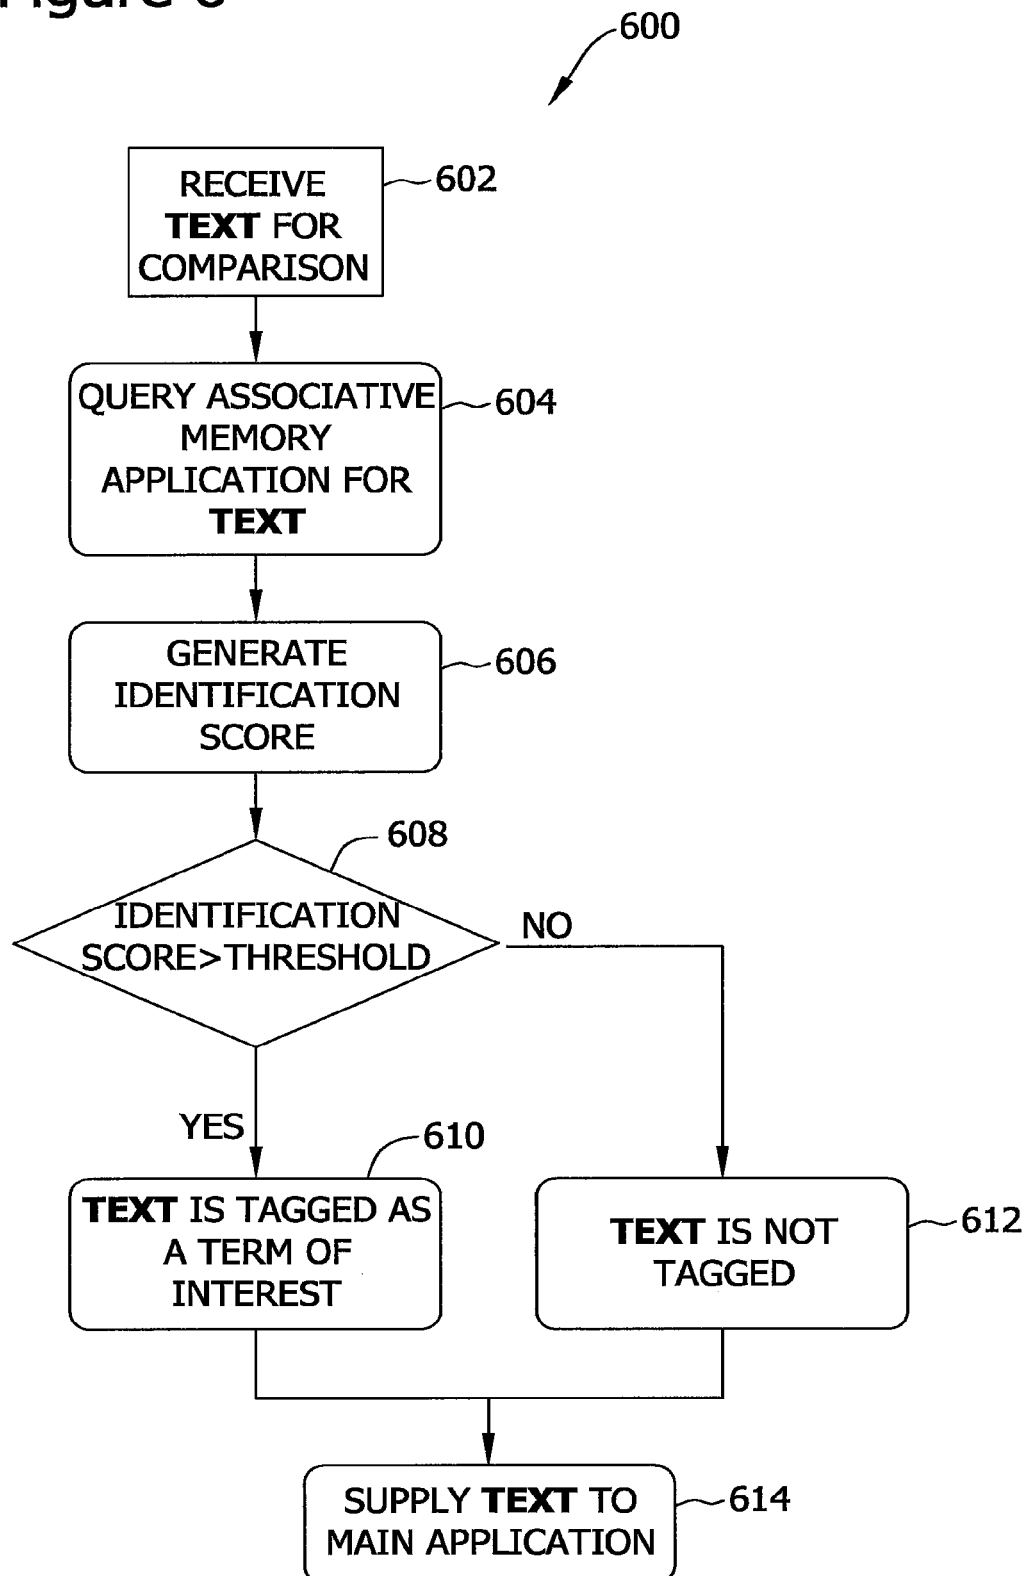 Figure 6
600
RECEIVE
TEXT FOR
COMPARISON
602
QUERY ASSOCIATIVE
MEMORY
APPLICATION FOR
TEXT
604
GENERATE
IDENTIFICATION
SCORE
606
608
IDENTIFICATION
SCORE>THRESHOLD
NO
YES
610
TEXT IS TAGGED AS
A TERM OF
INTEREST
TEXT IS NOT
TAGGED
612
SUPPLY TEXT TO
MAIN APPLICATION
614